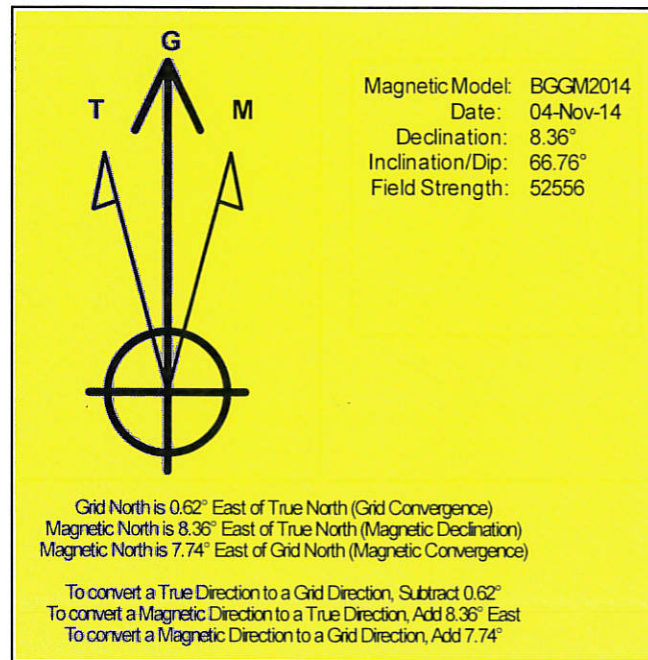 G
T M
Magnetic Model: BGGM2014
Date: 04-Nov-14
Declination: 8.36°
Inclination/Dip: 66.76°
Field Strength: 52556
Grid North is 0.62° East of True North (Grid Convergence)
Magnetic North is 8.36° East of True North (Magnetic Declination)
Magnetic North is 7.74° East of Grid North (Magnetic Convergence)
To convert a True Direction to a Grid Direction, Subtract 0.62°
To convert a Magnetic Direction to a True Direction, Add 8.36° East
To convert a Magnetic Direction to a Grid Direction, Add 7.74°